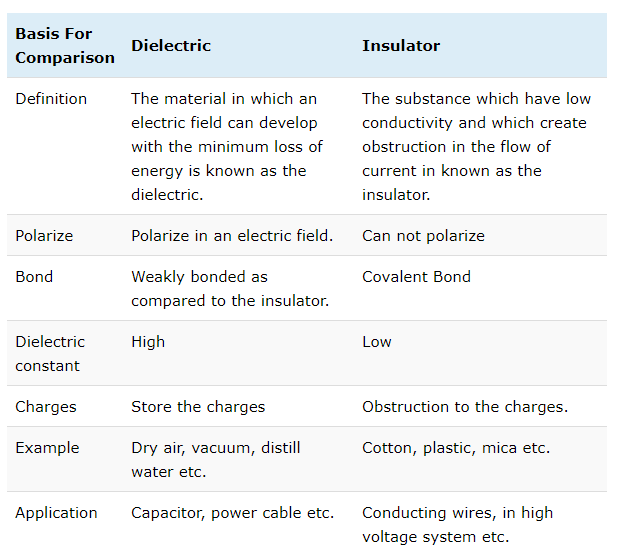 Basis For
Comparison
Dielectric
Insulator
Definition
The material in which an
electric field can develop
with the minimum loss of
energy is known as the
dielectric.
The substance which have low
conductivity and which create
obstruction in the flow of
current in known as the
insulator.
Polarize
Polarize in an electric field.
Can not polarize
Bond
Weakly bonded as
compared to the insulator.
Covalent Bond
Dielectric
constant
High
Low
Charges
Store the charges
Obstruction to the charges.
Example
Dry air, vacuum, distill
water etc.
Cotton, plastic, mica etc.
Application
Capacitor, power cable etc.
Conducting wires, in high
voltage system etc.